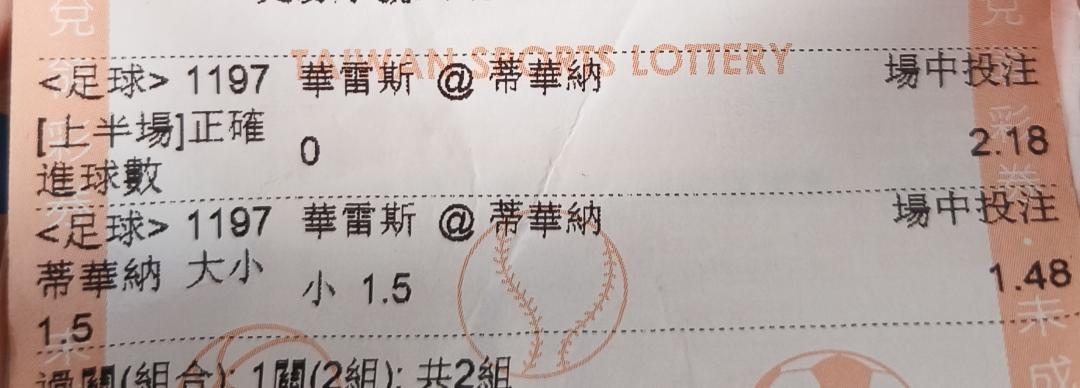 TAIWAN SPORTS LOTTERY
<足球> 1197 華雷斯 @ 蒂華納 場中投注
[上半場]正確 0 2.18
進球數
<足球> 1197 華雷斯 @ 蒂華納 場中投注
蒂華納 大小 小 1.5 1.48
1.5
過關(組合): 1關(2組); 共2組